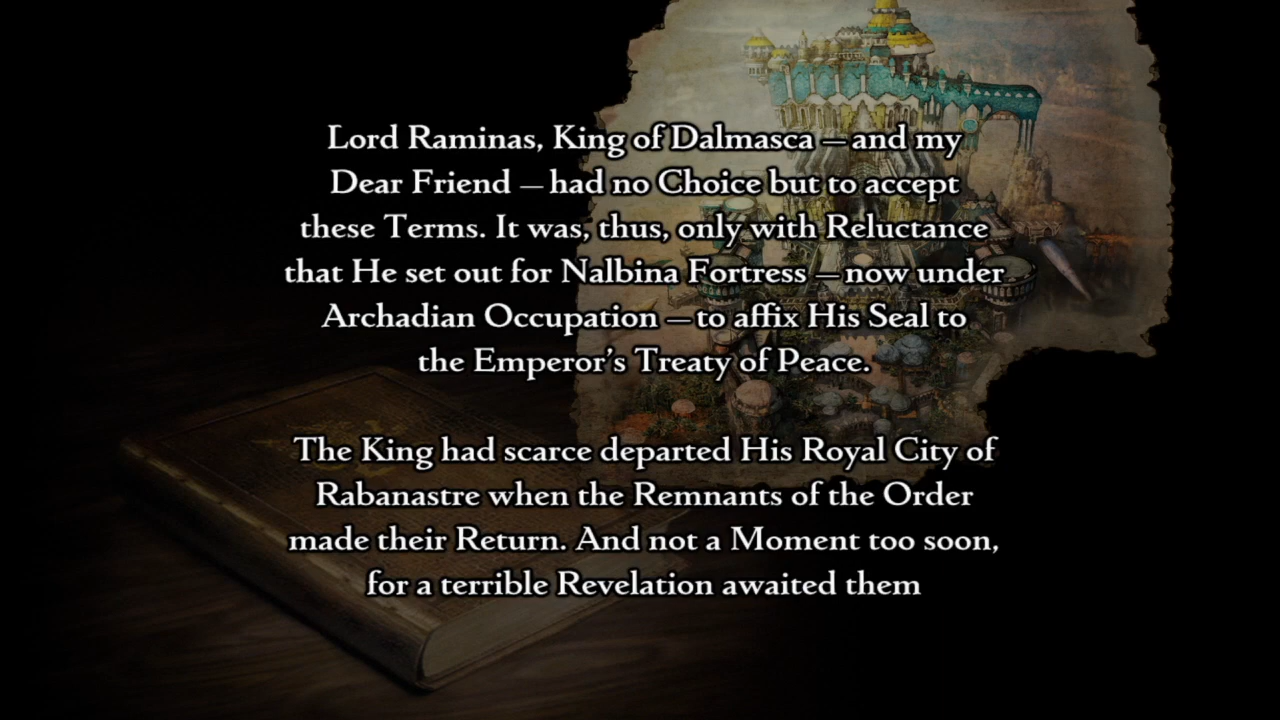 Lord Raminas, King of Dalmasca — and my
Dear Friend — had no Choice but to accept
these Terms. It was, thus, only with Reluctance
that He set out for Nalbina Fortress — now under
Archadian Occupation — to affix His Seal to
the Emperor's Treaty of Peace.
The King had scarce departed His Royal City of
Rabanastre when the Remnants of the Order
made their Return. And not a Moment too soon,
for a terrible Revelation awaited them